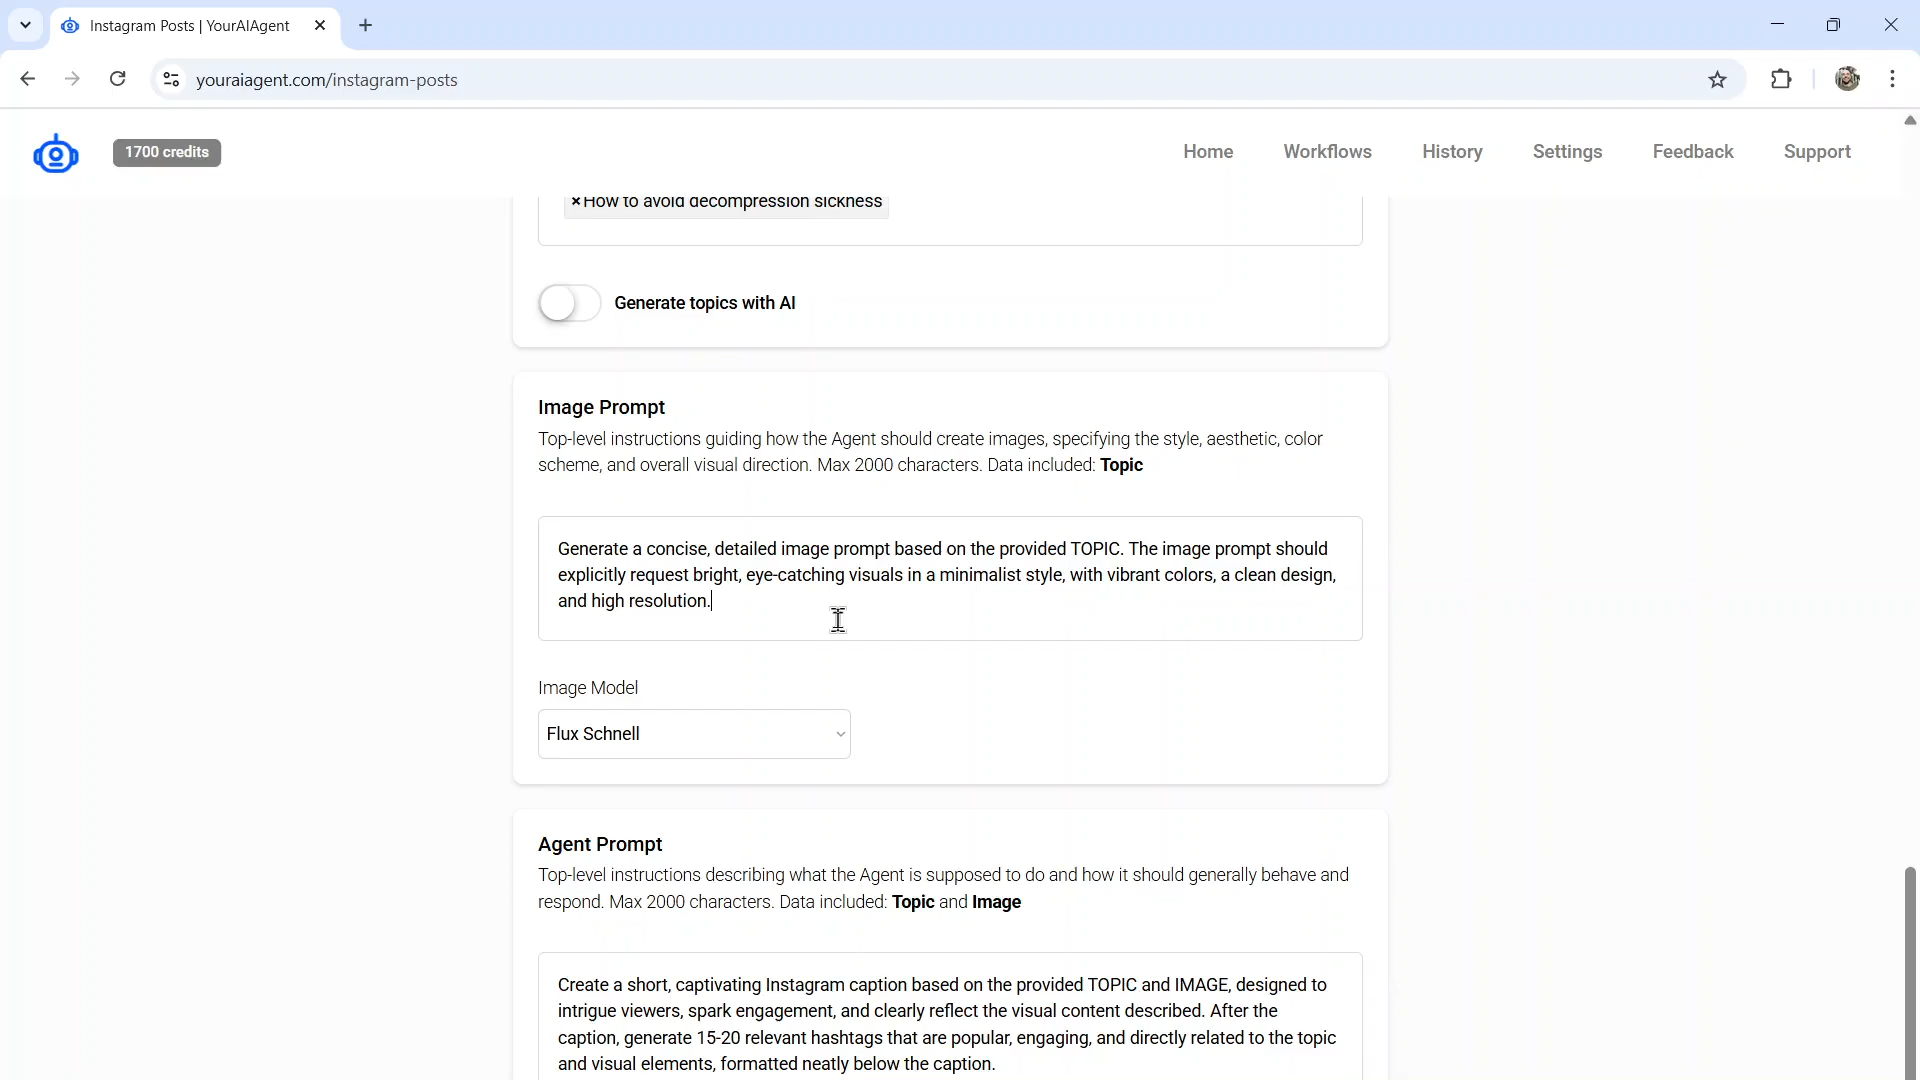 Instagram Posts | YourAIAgent
youraiagent.com/instagram-posts
1700 credits
Home
Workflows
History
Settings
Feedback
Support
×How to avoid decompression sickness
Generate topics with AI
Image Prompt
Top-level instructions guiding how the Agent should create images, specifying the style, aesthetic, color
scheme, and overall visual direction. Max 2000 characters. Data included: Topic
Generate a concise, detailed image prompt based on the provided TOPIC. The image prompt should
explicitly request bright, eye-catching visuals in a minimalist style, with vibrant colors, a clean design,
and high resolution.
Image Model
Flux Schnell
Agent Prompt
Top-level instructions describing what the Agent is supposed to do and how it should generally behave and
respond. Max 2000 characters. Data included: Topic and Image
Create a short, captivating Instagram caption based on the provided TOPIC and IMAGE, designed to
intrigue viewers, spark engagement, and clearly reflect the visual content described. After the
caption, generate 15-20 relevant hashtags that are popular, engaging, and directly related to the topic
and visual elements, formatted neatly below the caption.